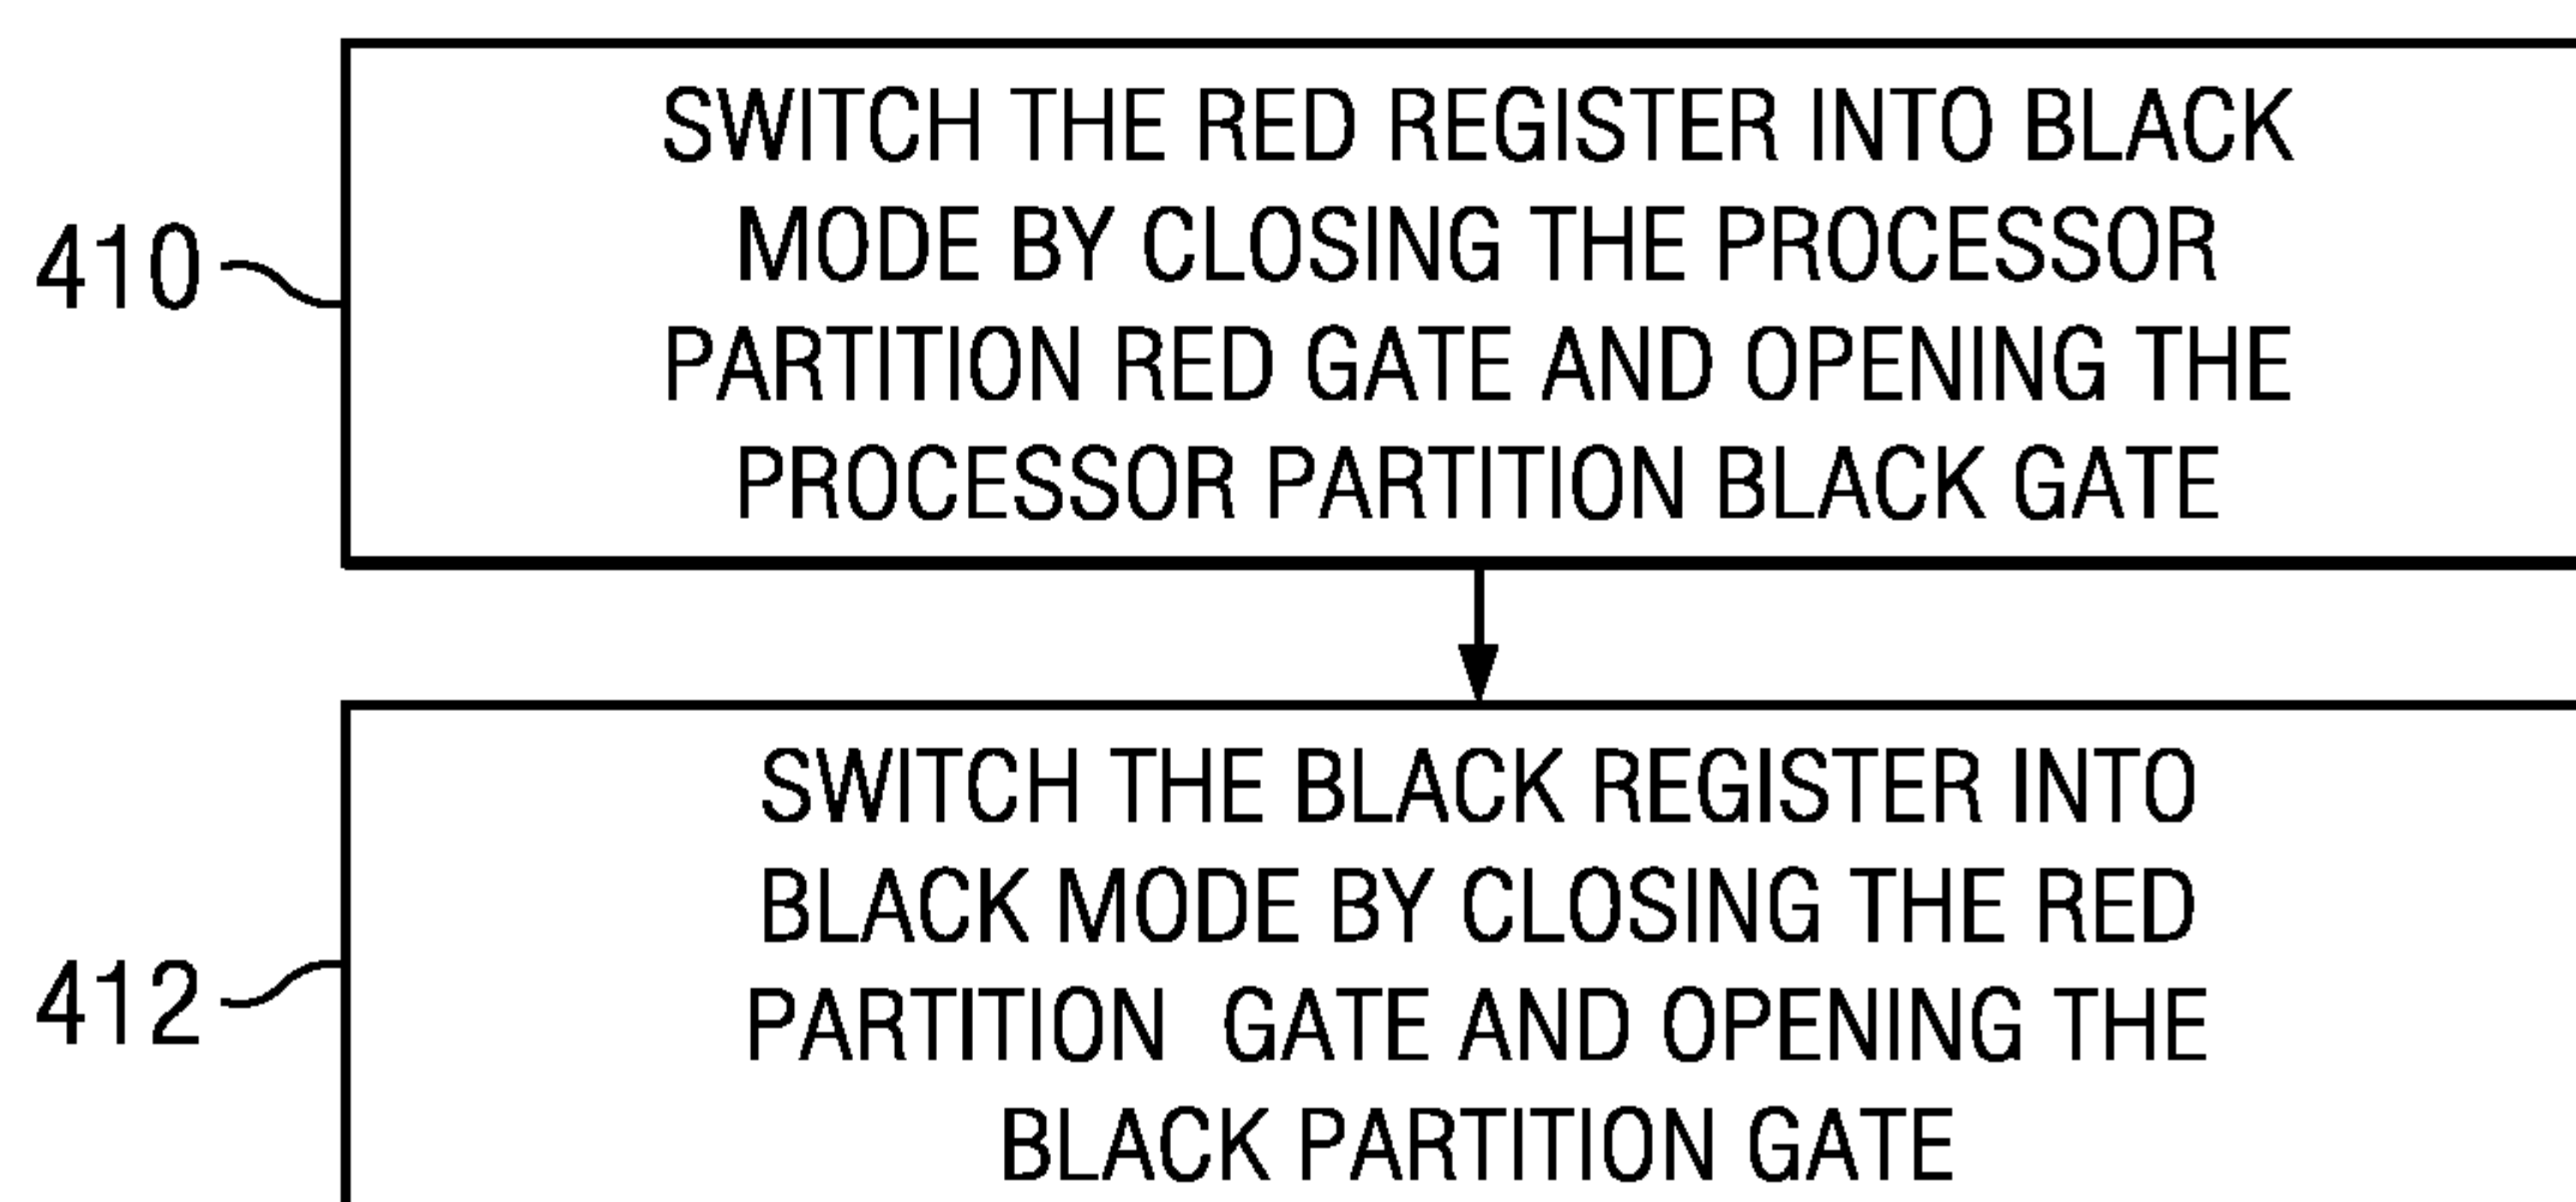 SWITCH THE RED REGISTER INTO BLACK
MODE BY CLOSING THE PROCESSOR
410
PARTITION RED GATE AND OPENING THE
PROCESSOR PARTITION BLACK GATE
SWITCH THE BLACK REGISTER INTO
BLACK MODE BY CLOSING THE RED
412
PARTITION GATE AND OPENING THE
BLACK PARTITION GATE